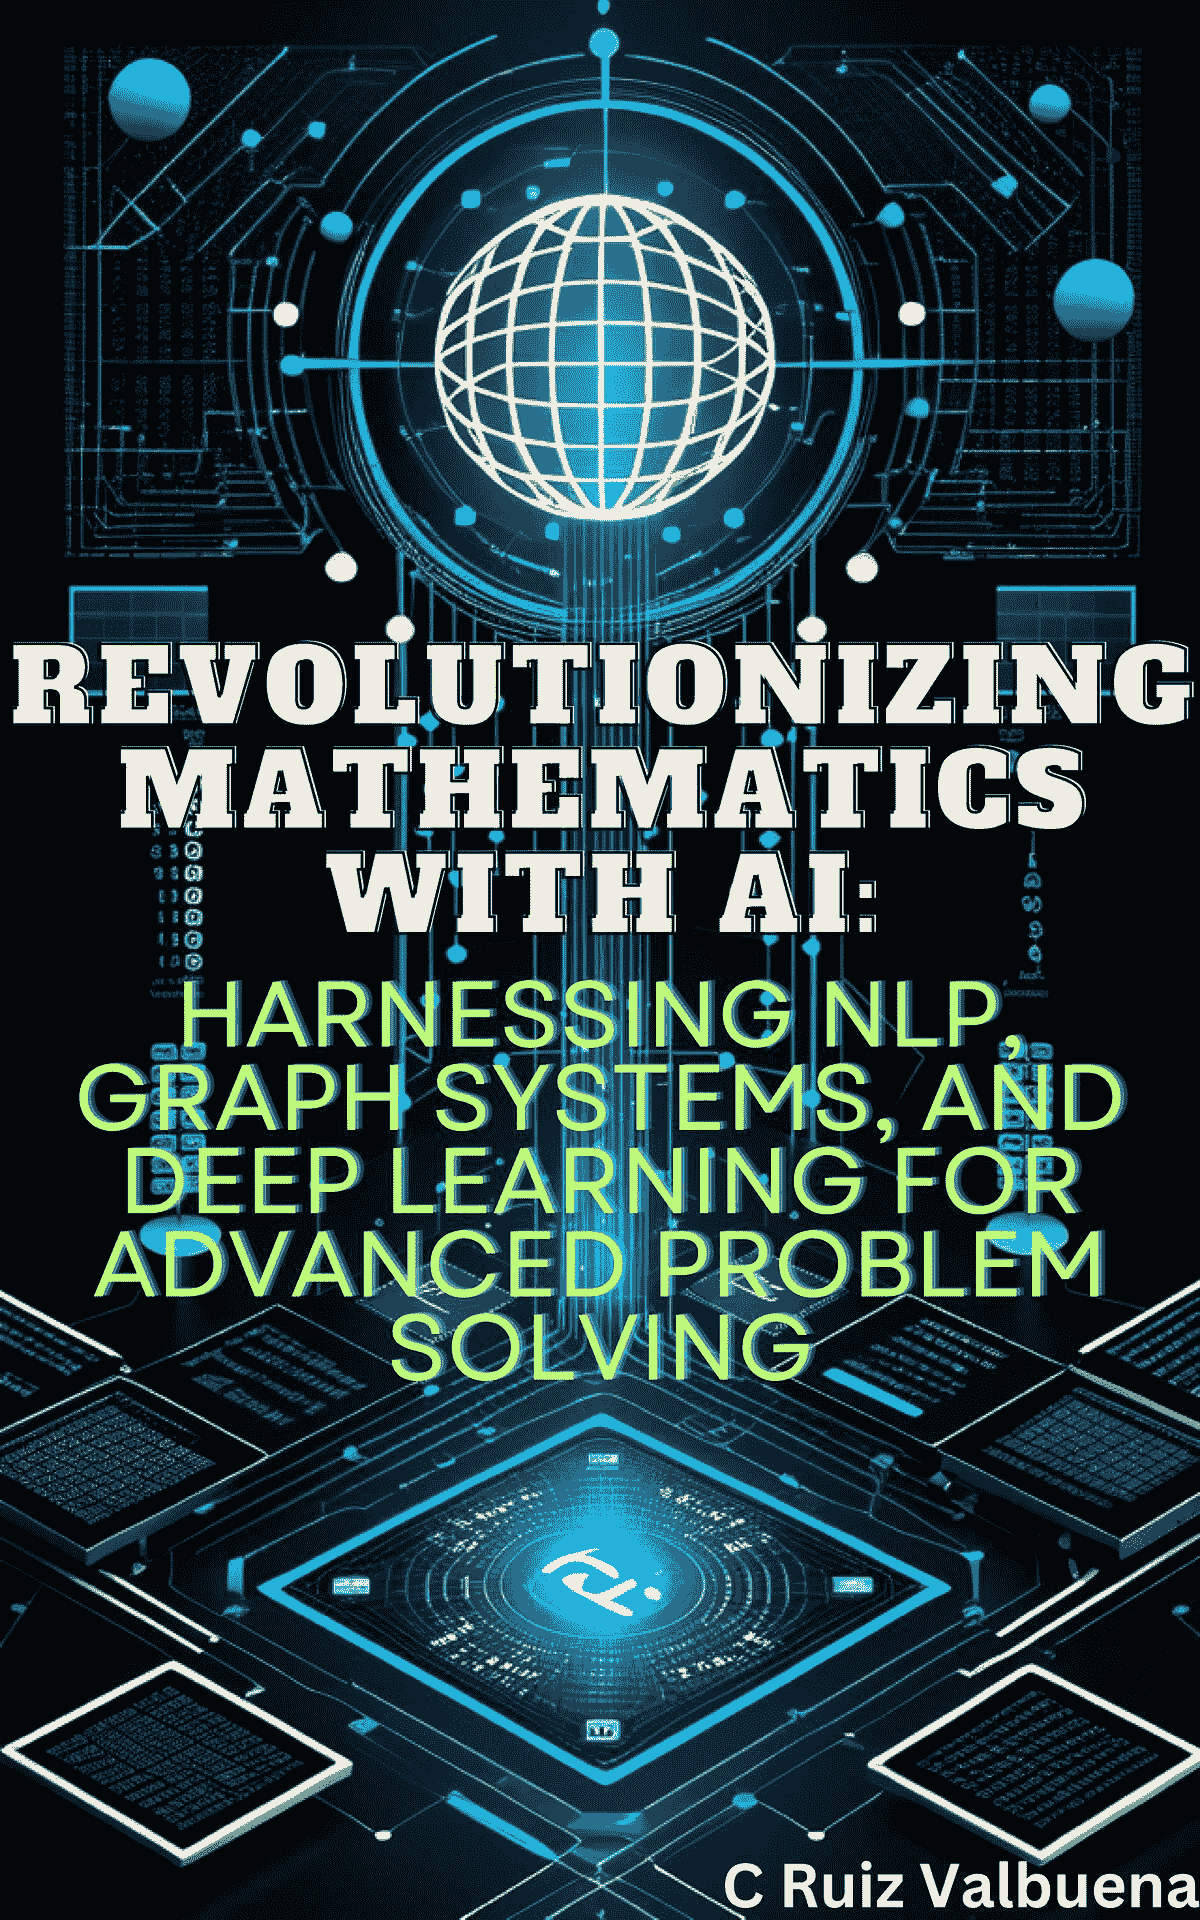 REVOLUTIONIZING
MATHEMATICS
WITH AI:
HARNESSING NLP,
GRAPH SYSTEMS, AND
DEEP LEARNING FOR
ADVANCED PROBLEM
SOLVING
C Ruiz Valbuena